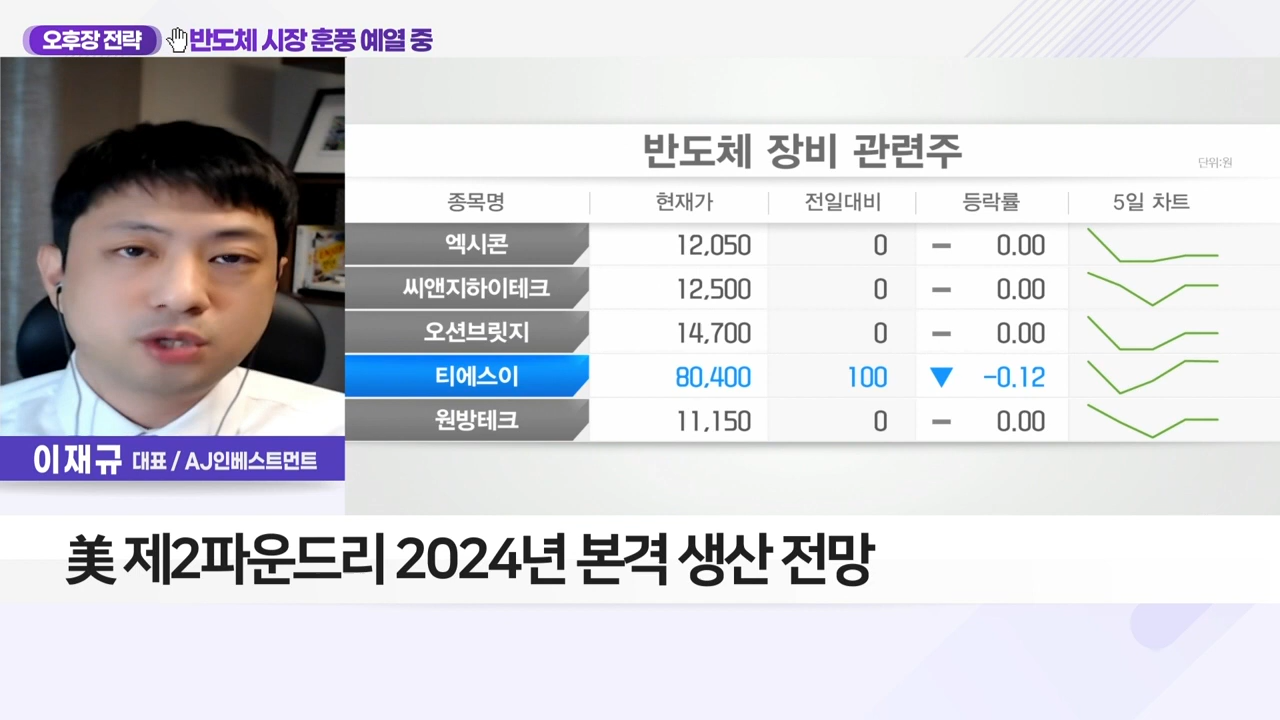 오후장 전략 반도체 시장 훈풍 예열 중
반도체 장비 관련주
단위:원
종목명 현재가 전일대비 등락률 5일 차트
엑시콘 12,050 0 – 0.00
씨앤지하이테크 12,500 0 – 0.00
오션브릿지 14,700 0 – 0.00
티에스이 80,400 100 ▼ -0.12
원방테크 11,150 0 – 0.00
이재규 대표 / AJ인베스트먼트
美 제2파운드리 2024년 본격 생산 전망